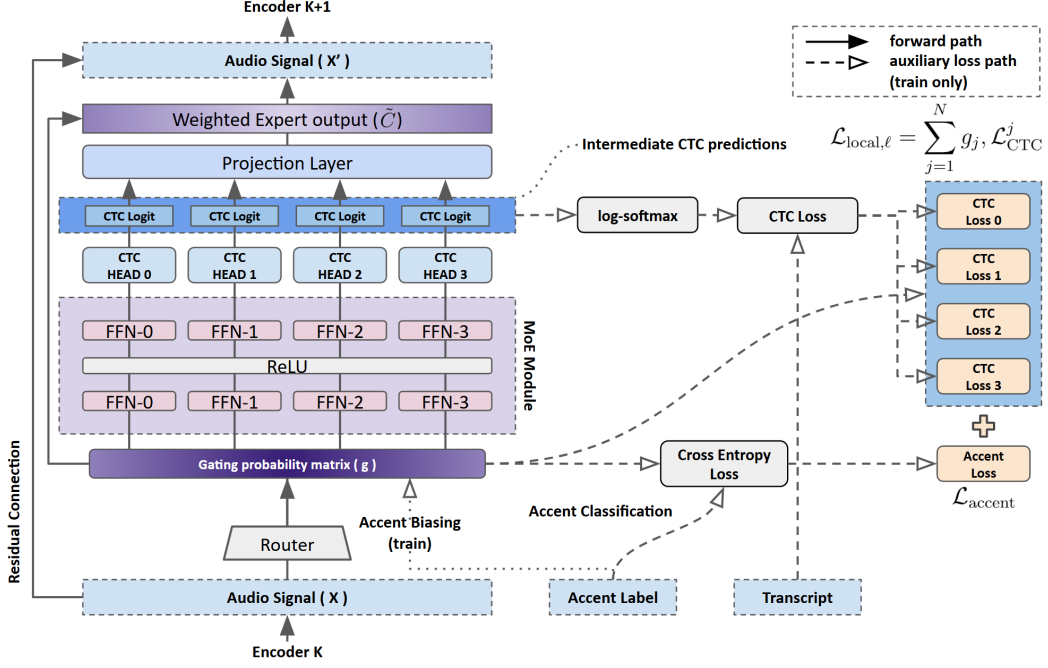 Encoder K+1
Audio Signal ( X’ )
Weighted Expert output ( C̃ )
Projection Layer
CTC Logit CTC Logit CTC Logit CTC Logit
CTC HEAD 0
CTC HEAD 1
CTC HEAD 2
CTC HEAD 3
FFN-0 FFN-1 FFN-2 FFN-3
ReLU
FFN-0 FFN-1 FFN-2 FFN-3
MoE Module
Gating probability matrix ( g )
Router
Accent Biasing
(train)
Audio Signal ( X )
Encoder K
Residual Connection
Intermediate CTC predictions
log-softmax
CTC Loss
Cross Entropy
Loss
Accent Classification
Accent Label
Transcript
forward path
auxiliary loss path
(train only)
ℒ_local,ℓ = ∑_{j=1}^{N} g_j, ℒ^j_CTC
CTC
Loss 0
CTC
Loss 1
CTC
Loss 2
CTC
Loss 3
Accent
Loss
ℒ_accent